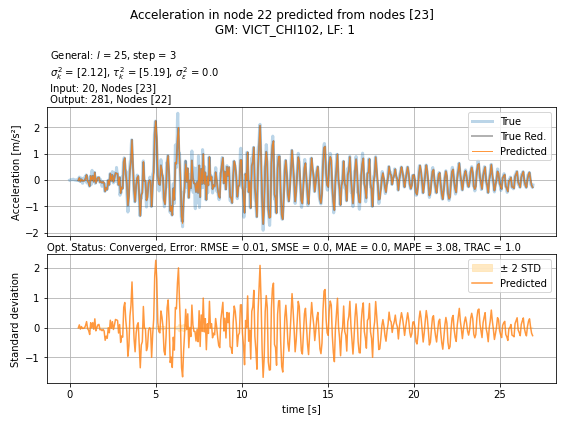 Acceleration in node 22 predicted from nodes [23]
GM: VICT_CHI102, LF: 1
General: l = 25, step = 3
σ²ₖ = [2.12], τ²ₖ = [5.19], σ²ε = 0.0
Input: 20, Nodes [23]
Output: 281, Nodes [22]
Acceleration [m/s²]
2
1
0
−1
−2
True
True Red.
Predicted
Opt. Status: Converged, Error: RMSE = 0.01, SMSE = 0.0, MAE = 0.0, MAPE = 3.08, TRAC = 1.0
Standard deviation
2
1
0
−1
± 2 STD
Predicted
0 5 10 15 20 25
time [s]